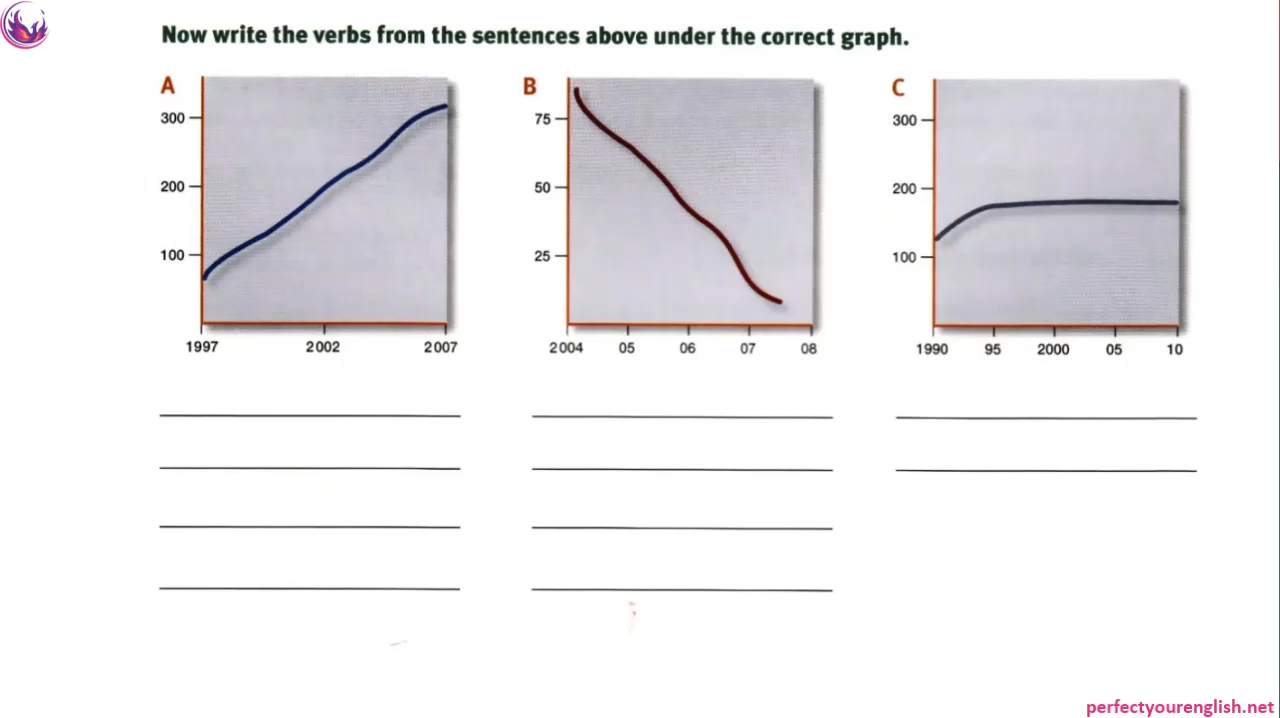 Now write the verbs from the sentences above under the correct graph.
A
300
200
100
1997 2002 2007
B
75
50
25
2004 05 06 07 08
C
300
200
100
1990 95 2000 05 10
perfectyourenglish.net